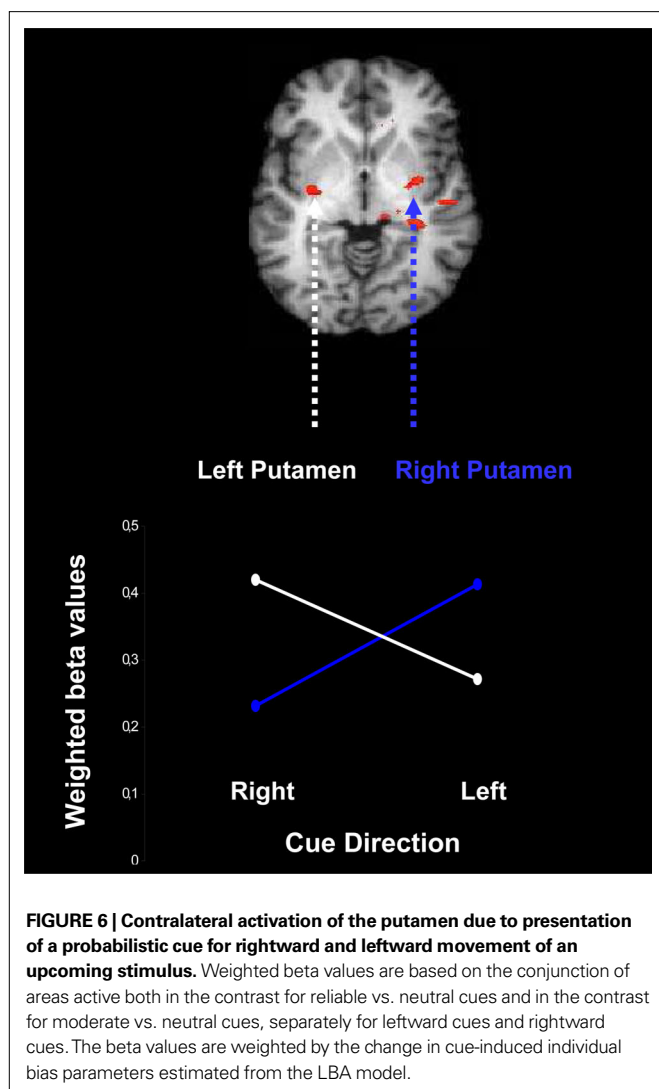 Left Putamen Right Putamen
Weighted beta values
0,5
0,4
0,3
0,2
0,1
0
Right Left
Cue Direction
FIGURE 6 | Contralateral activation of the putamen due to presentation
of a probabilistic cue for rightward and leftward movement of an
upcoming stimulus. Weighted beta values are based on the conjunction of
areas active both in the contrast for reliable vs. neutral cues and in the contrast
for moderate vs. neutral cues, separately for leftward cues and rightward
cues. The beta values are weighted by the change in cue-induced individual
bias parameters estimated from the LBA model.